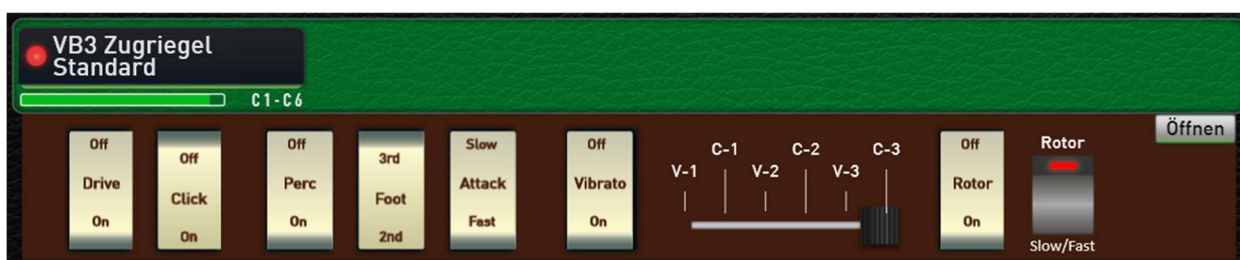 VB3 Zugriegel
Standard
C1-C6
Öffnen
Off
Drive
On
Off
Click
On
Off
Perc
On
3rd
Foot
2nd
Slow
Attack
Fast
Off
Vibrato
On
V-1
C-1
V-2
C-2
V-3
C-3
Off
Rotor
On
Rotor
Slow/Fast